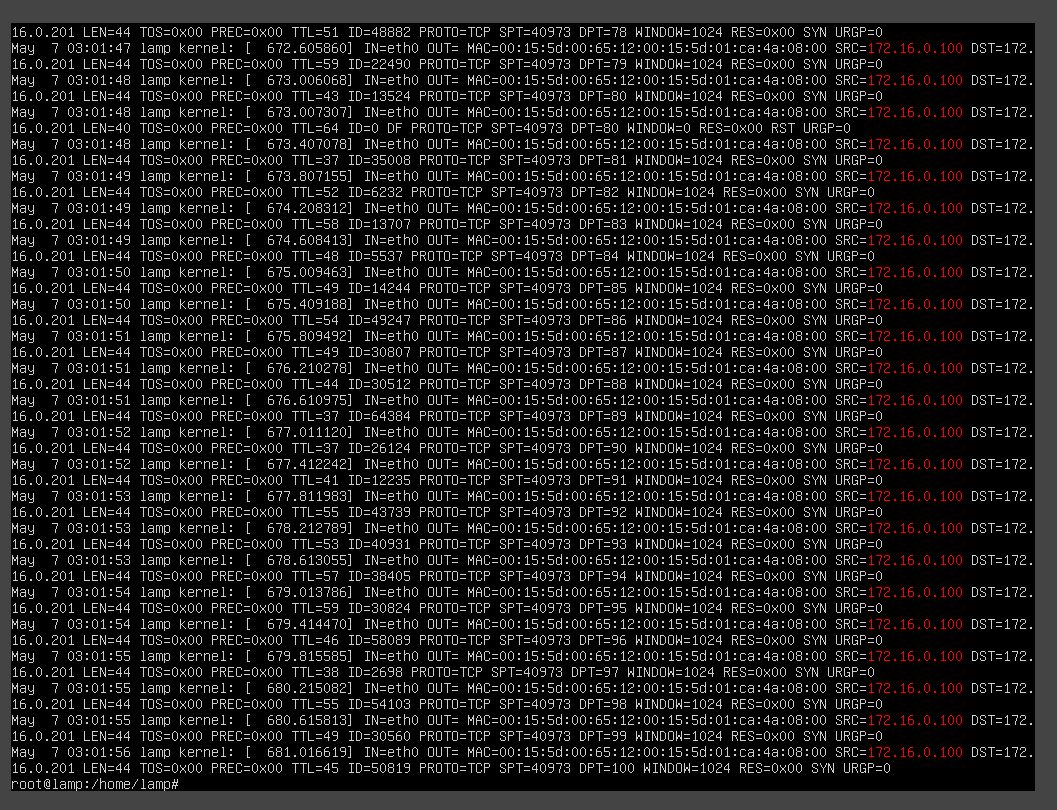 16.0.201 LEN=44 TOS=0x00 PREC=0x00 TTL=51 ID=48882 PROTO=TCP SPT=40973 DPT=78 WINDOW=1024 RES=0x00 SYN URGP=0
May  7 03:01:47 lamp kernel: [  672.605860] IN=eth0 OUT= MAC=00:15:5d:00:65:12:00:15:5d:01:ca:4a:08:00 SRC=172.16.0.100 DST=172.
16.0.201 LEN=44 TOS=0x00 PREC=0x00 TTL=59 ID=22490 PROTO=TCP SPT=40973 DPT=79 WINDOW=1024 RES=0x00 SYN URGP=0
May  7 03:01:48 lamp kernel: [  673.006068] IN=eth0 OUT= MAC=00:15:5d:00:65:12:00:15:5d:01:ca:4a:08:00 SRC=172.16.0.100 DST=172.
16.0.201 LEN=44 TOS=0x00 PREC=0x00 TTL=43 ID=13524 PROTO=TCP SPT=40973 DPT=80 WINDOW=1024 RES=0x00 SYN URGP=0
May  7 03:01:48 lamp kernel: [  673.007307] IN=eth0 OUT= MAC=00:15:5d:00:65:12:00:15:5d:01:ca:4a:08:00 SRC=172.16.0.100 DST=172.
16.0.201 LEN=40 TOS=0x00 PREC=0x00 TTL=64 ID=0 DF PROTO=TCP SPT=40973 DPT=80 WINDOW=0 RES=0x00 RST URGP=0
May  7 03:01:48 lamp kernel: [  673.407078] IN=eth0 OUT= MAC=00:15:5d:00:65:12:00:15:5d:01:ca:4a:08:00 SRC=172.16.0.100 DST=172.
16.0.201 LEN=44 TOS=0x00 PREC=0x00 TTL=37 ID=35008 PROTO=TCP SPT=40973 DPT=81 WINDOW=1024 RES=0x00 SYN URGP=0
May  7 03:01:49 lamp kernel: [  673.807155] IN=eth0 OUT= MAC=00:15:5d:00:65:12:00:15:5d:01:ca:4a:08:00 SRC=172.16.0.100 DST=172.
16.0.201 LEN=44 TOS=0x00 PREC=0x00 TTL=52 ID=6232 PROTO=TCP SPT=40973 DPT=82 WINDOW=1024 RES=0x00 SYN URGP=0
May  7 03:01:49 lamp kernel: [  674.208312] IN=eth0 OUT= MAC=00:15:5d:00:65:12:00:15:5d:01:ca:4a:08:00 SRC=172.16.0.100 DST=172.
16.0.201 LEN=44 TOS=0x00 PREC=0x00 TTL=58 ID=13707 PROTO=TCP SPT=40973 DPT=83 WINDOW=1024 RES=0x00 SYN URGP=0
May  7 03:01:49 lamp kernel: [  674.608413] IN=eth0 OUT= MAC=00:15:5d:00:65:12:00:15:5d:01:ca:4a:08:00 SRC=172.16.0.100 DST=172.
16.0.201 LEN=44 TOS=0x00 PREC=0x00 TTL=48 ID=5537 PROTO=TCP SPT=40973 DPT=84 WINDOW=1024 RES=0x00 SYN URGP=0
May  7 03:01:50 lamp kernel: [  675.009463] IN=eth0 OUT= MAC=00:15:5d:00:65:12:00:15:5d:01:ca:4a:08:00 SRC=172.16.0.100 DST=172.
16.0.201 LEN=44 TOS=0x00 PREC=0x00 TTL=49 ID=14244 PROTO=TCP SPT=40973 DPT=85 WINDOW=1024 RES=0x00 SYN URGP=0
May  7 03:01:50 lamp kernel: [  675.409188] IN=eth0 OUT= MAC=00:15:5d:00:65:12:00:15:5d:01:ca:4a:08:00 SRC=172.16.0.100 DST=172.
16.0.201 LEN=44 TOS=0x00 PREC=0x00 TTL=54 ID=49247 PROTO=TCP SPT=40973 DPT=86 WINDOW=1024 RES=0x00 SYN URGP=0
May  7 03:01:51 lamp kernel: [  675.809492] IN=eth0 OUT= MAC=00:15:5d:00:65:12:00:15:5d:01:ca:4a:08:00 SRC=172.16.0.100 DST=172.
16.0.201 LEN=44 TOS=0x00 PREC=0x00 TTL=49 ID=30807 PROTO=TCP SPT=40973 DPT=87 WINDOW=1024 RES=0x00 SYN URGP=0
May  7 03:01:51 lamp kernel: [  676.210278] IN=eth0 OUT= MAC=00:15:5d:00:65:12:00:15:5d:01:ca:4a:08:00 SRC=172.16.0.100 DST=172.
16.0.201 LEN=44 TOS=0x00 PREC=0x00 TTL=44 ID=30512 PROTO=TCP SPT=40973 DPT=88 WINDOW=1024 RES=0x00 SYN URGP=0
May  7 03:01:51 lamp kernel: [  676.610975] IN=eth0 OUT= MAC=00:15:5d:00:65:12:00:15:5d:01:ca:4a:08:00 SRC=172.16.0.100 DST=172.
16.0.201 LEN=44 TOS=0x00 PREC=0x00 TTL=37 ID=64384 PROTO=TCP SPT=40973 DPT=89 WINDOW=1024 RES=0x00 SYN URGP=0
May  7 03:01:52 lamp kernel: [  677.011120] IN=eth0 OUT= MAC=00:15:5d:00:65:12:00:15:5d:01:ca:4a:08:00 SRC=172.16.0.100 DST=172.
16.0.201 LEN=44 TOS=0x00 PREC=0x00 TTL=37 ID=26124 PROTO=TCP SPT=40973 DPT=90 WINDOW=1024 RES=0x00 SYN URGP=0
May  7 03:01:52 lamp kernel: [  677.412242] IN=eth0 OUT= MAC=00:15:5d:00:65:12:00:15:5d:01:ca:4a:08:00 SRC=172.16.0.100 DST=172.
16.0.201 LEN=44 TOS=0x00 PREC=0x00 TTL=41 ID=12235 PROTO=TCP SPT=40973 DPT=91 WINDOW=1024 RES=0x00 SYN URGP=0
May  7 03:01:53 lamp kernel: [  677.811983] IN=eth0 OUT= MAC=00:15:5d:00:65:12:00:15:5d:01:ca:4a:08:00 SRC=172.16.0.100 DST=172.
16.0.201 LEN=44 TOS=0x00 PREC=0x00 TTL=55 ID=43739 PROTO=TCP SPT=40973 DPT=92 WINDOW=1024 RES=0x00 SYN URGP=0
May  7 03:01:53 lamp kernel: [  678.212789] IN=eth0 OUT= MAC=00:15:5d:00:65:12:00:15:5d:01:ca:4a:08:00 SRC=172.16.0.100 DST=172.
16.0.201 LEN=44 TOS=0x00 PREC=0x00 TTL=53 ID=40931 PROTO=TCP SPT=40973 DPT=93 WINDOW=1024 RES=0x00 SYN URGP=0
May  7 03:01:53 lamp kernel: [  678.613055] IN=eth0 OUT= MAC=00:15:5d:00:65:12:00:15:5d:01:ca:4a:08:00 SRC=172.16.0.100 DST=172.
16.0.201 LEN=44 TOS=0x00 PREC=0x00 TTL=57 ID=38405 PROTO=TCP SPT=40973 DPT=94 WINDOW=1024 RES=0x00 SYN URGP=0
May  7 03:01:54 lamp kernel: [  679.013786] IN=eth0 OUT= MAC=00:15:5d:00:65:12:00:15:5d:01:ca:4a:08:00 SRC=172.16.0.100 DST=172.
16.0.201 LEN=44 TOS=0x00 PREC=0x00 TTL=59 ID=30824 PROTO=TCP SPT=40973 DPT=95 WINDOW=1024 RES=0x00 SYN URGP=0
May  7 03:01:54 lamp kernel: [  679.414470] IN=eth0 OUT= MAC=00:15:5d:00:65:12:00:15:5d:01:ca:4a:08:00 SRC=172.16.0.100 DST=172.
16.0.201 LEN=44 TOS=0x00 PREC=0x00 TTL=46 ID=58089 PROTO=TCP SPT=40973 DPT=96 WINDOW=1024 RES=0x00 SYN URGP=0
May  7 03:01:55 lamp kernel: [  679.815585] IN=eth0 OUT= MAC=00:15:5d:00:65:12:00:15:5d:01:ca:4a:08:00 SRC=172.16.0.100 DST=172.
16.0.201 LEN=44 TOS=0x00 PREC=0x00 TTL=38 ID=2698 PROTO=TCP SPT=40973 DPT=97 WINDOW=1024 RES=0x00 SYN URGP=0
May  7 03:01:55 lamp kernel: [  680.215082] IN=eth0 OUT= MAC=00:15:5d:00:65:12:00:15:5d:01:ca:4a:08:00 SRC=172.16.0.100 DST=172.
16.0.201 LEN=44 TOS=0x00 PREC=0x00 TTL=55 ID=54103 PROTO=TCP SPT=40973 DPT=98 WINDOW=1024 RES=0x00 SYN URGP=0
May  7 03:01:55 lamp kernel: [  680.615813] IN=eth0 OUT= MAC=00:15:5d:00:65:12:00:15:5d:01:ca:4a:08:00 SRC=172.16.0.100 DST=172.
16.0.201 LEN=44 TOS=0x00 PREC=0x00 TTL=49 ID=30560 PROTO=TCP SPT=40973 DPT=99 WINDOW=1024 RES=0x00 SYN URGP=0
May  7 03:01:56 lamp kernel: [  681.016619] IN=eth0 OUT= MAC=00:15:5d:00:65:12:00:15:5d:01:ca:4a:08:00 SRC=172.16.0.100 DST=172.
16.0.201 LEN=44 TOS=0x00 PREC=0x00 TTL=45 ID=50819 PROTO=TCP SPT=40973 DPT=100 WINDOW=1024 RES=0x00 SYN URGP=0
root@lamp:/home/lamp#